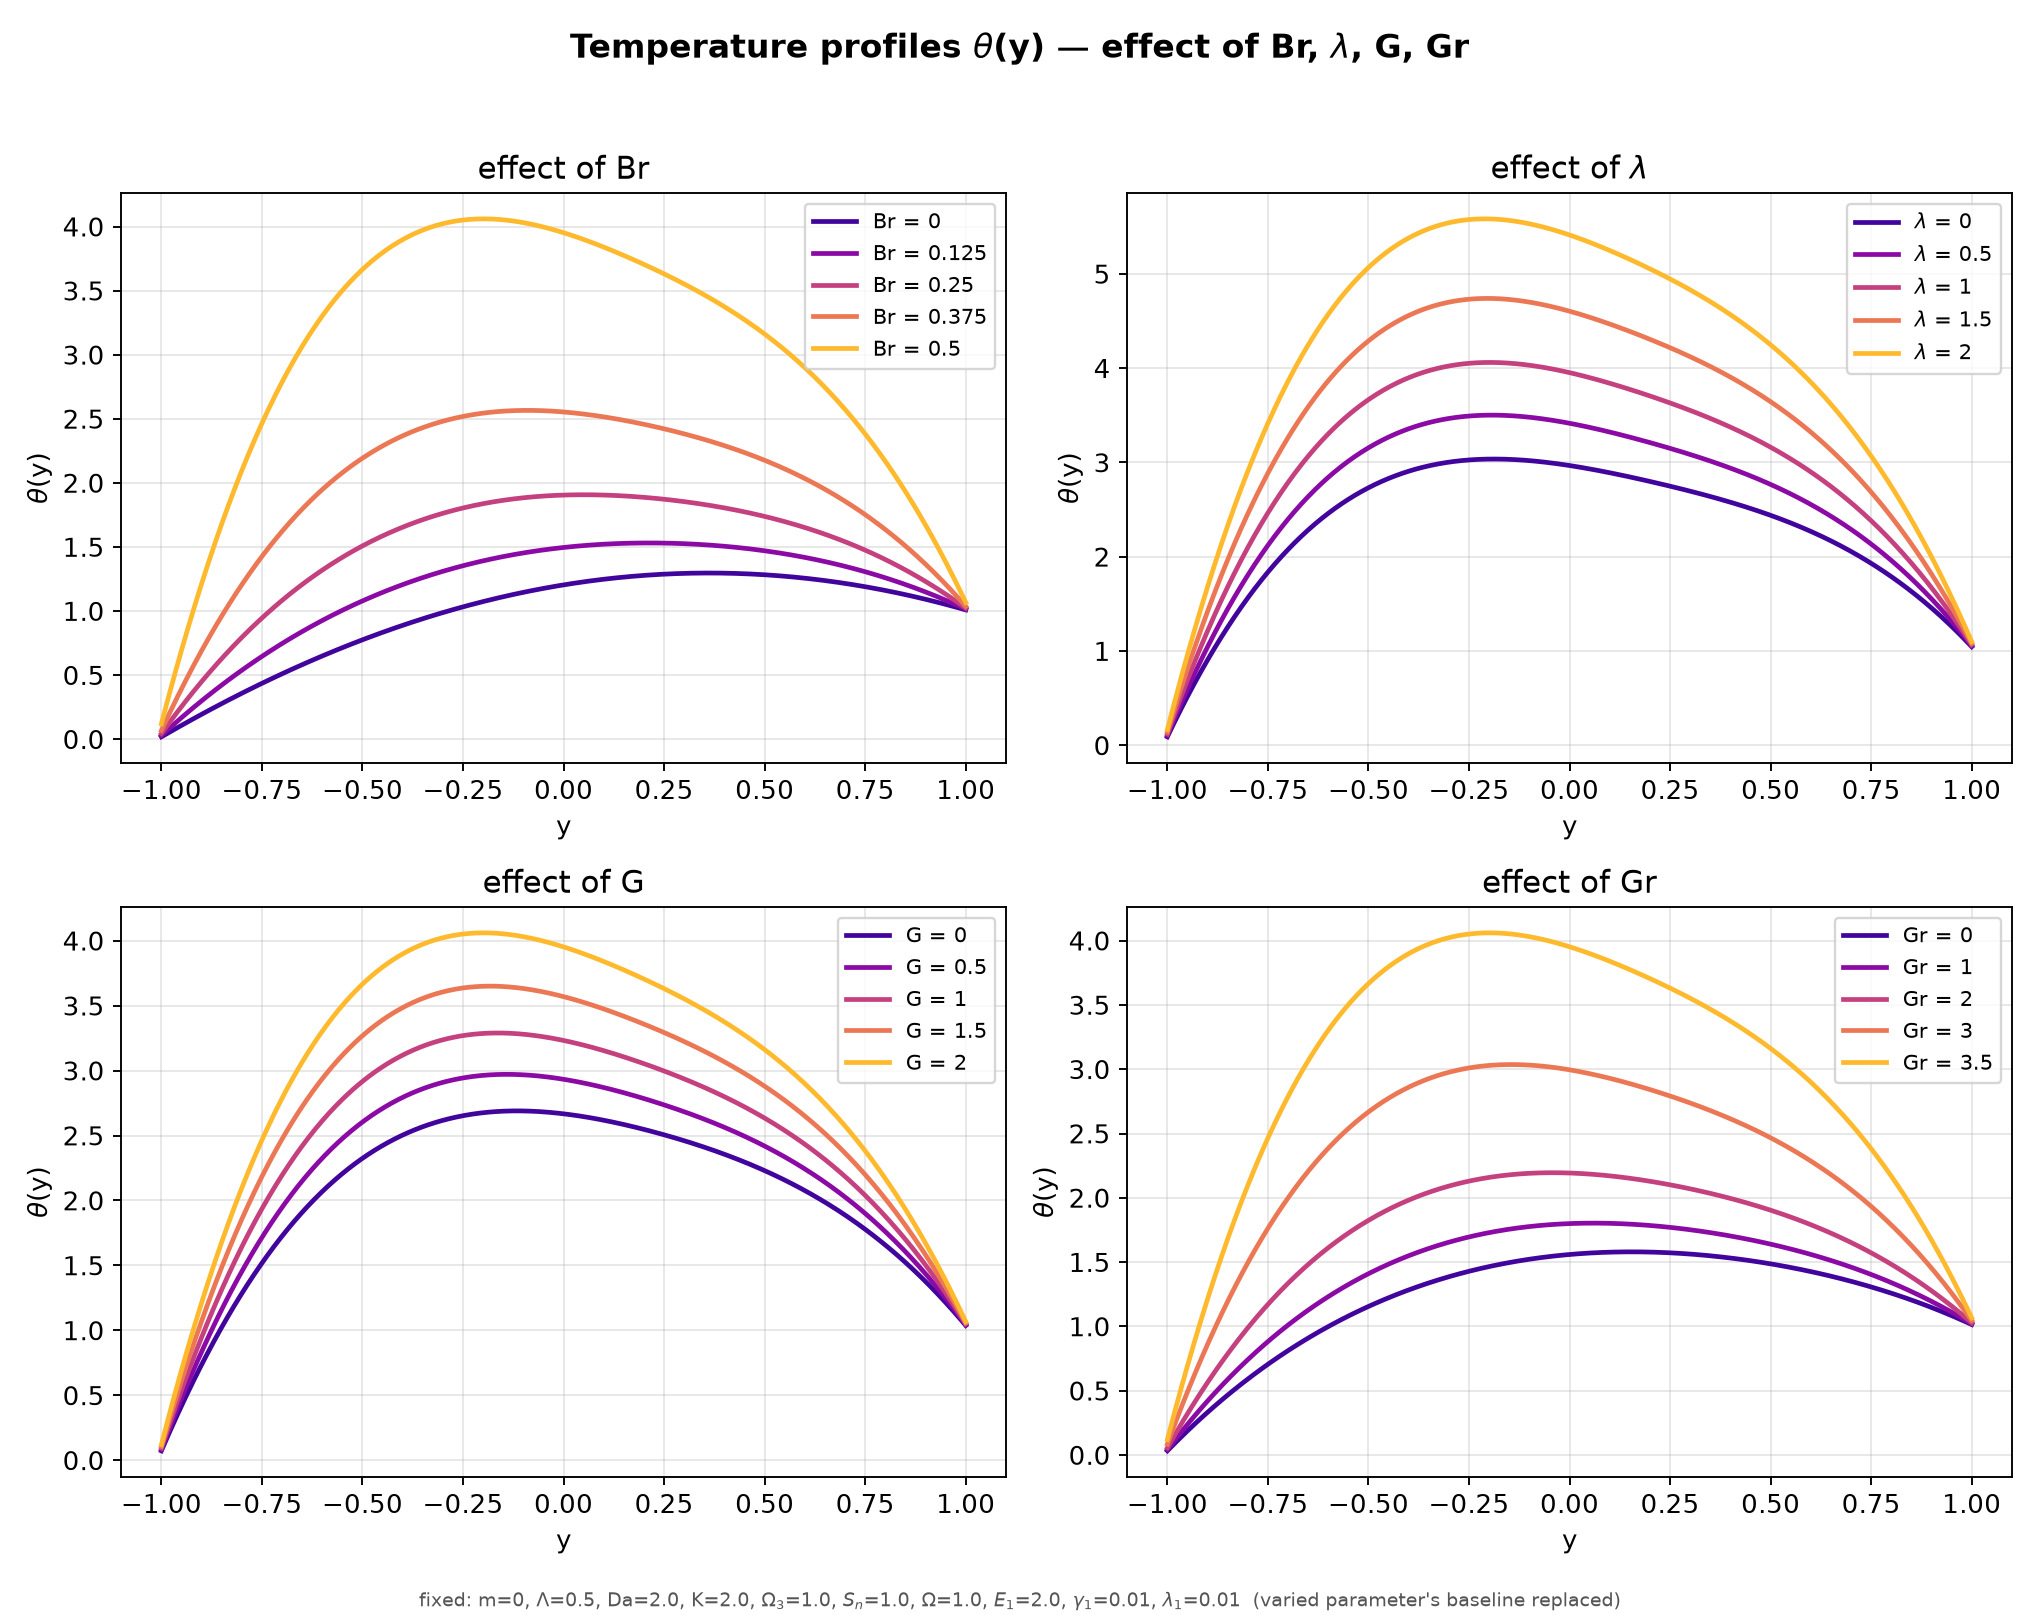 Temperature profiles θ(y) — effect of Br, λ, G, Gr
effect of Br
4.0
3.5
3.0
2.5
2.0
1.5
1.0
0.5
0.0
θ(y)
Br = 0
Br = 0.125
Br = 0.25
Br = 0.375
Br = 0.5
−1.00 −0.75 −0.50 −0.25 0.00 0.25 0.50 0.75 1.00
y
effect of λ
5
4
3
2
1
0
θ(y)
λ = 0
λ = 0.5
λ = 1
λ = 1.5
λ = 2
−1.00 −0.75 −0.50 −0.25 0.00 0.25 0.50 0.75 1.00
y
effect of G
4.0
3.5
3.0
2.5
2.0
1.5
1.0
0.5
0.0
θ(y)
G = 0
G = 0.5
G = 1
G = 1.5
G = 2
−1.00 −0.75 −0.50 −0.25 0.00 0.25 0.50 0.75 1.00
y
effect of Gr
4.0
3.5
3.0
2.5
2.0
1.5
1.0
0.5
0.0
θ(y)
Gr = 0
Gr = 1
Gr = 2
Gr = 3
Gr = 3.5
−1.00 −0.75 −0.50 −0.25 0.00 0.25 0.50 0.75 1.00
y
fixed: m=0, Λ=0.5, Da=2.0, K=2.0, Ω₃=1.0, Sₙ=1.0, Ω=1.0, E₁=2.0, γ₁=0.01, λ₁=0.01 (varied parameter's baseline replaced)